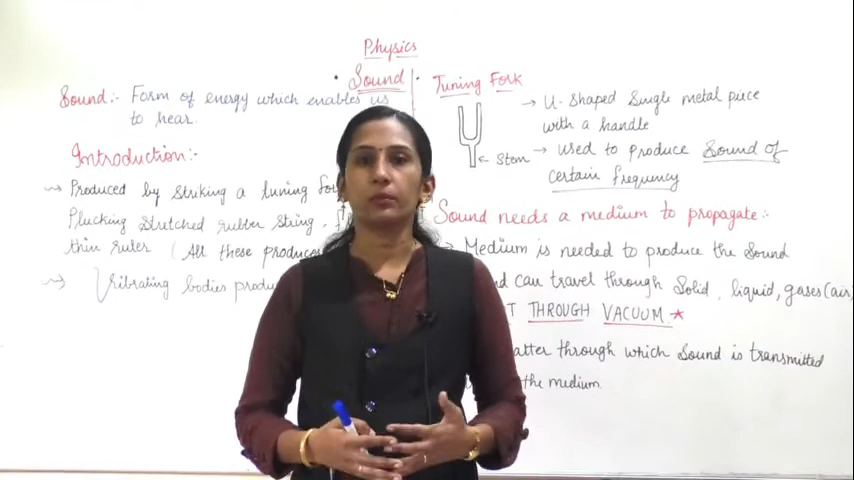 Physics
Sound
Sound:- Form of energy which enables us
to hear.
Introduction:-
Produced by striking a tuning
Plucking stretched rubber string,
thin ruler (All these produces
Vibrating bodies
Tuning Fork
→ U-shaped single metal piece
with a handle
← Stem
→ used to produce Sound of
certain frequency
Sound needs a medium to propagate:-
→ Medium is needed to produce the Sound
can travel through Solid, liquid, gases (air
THROUGH VACUUM *
through which Sound is transmitted
the medium.